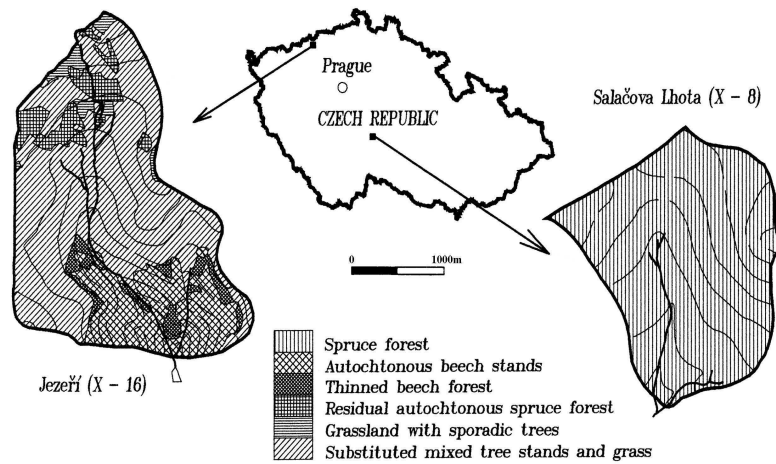 Prague
CZECH REPUBLIC
Salačova Lhota (X - 8)
0 1000m
Jezeří (X - 16)
Spruce forest
Autochtonous beech stands
Thinned beech forest
Residual autochtonous spruce forest
Grassland with sporadic trees
Substituted mixed tree stands and grass